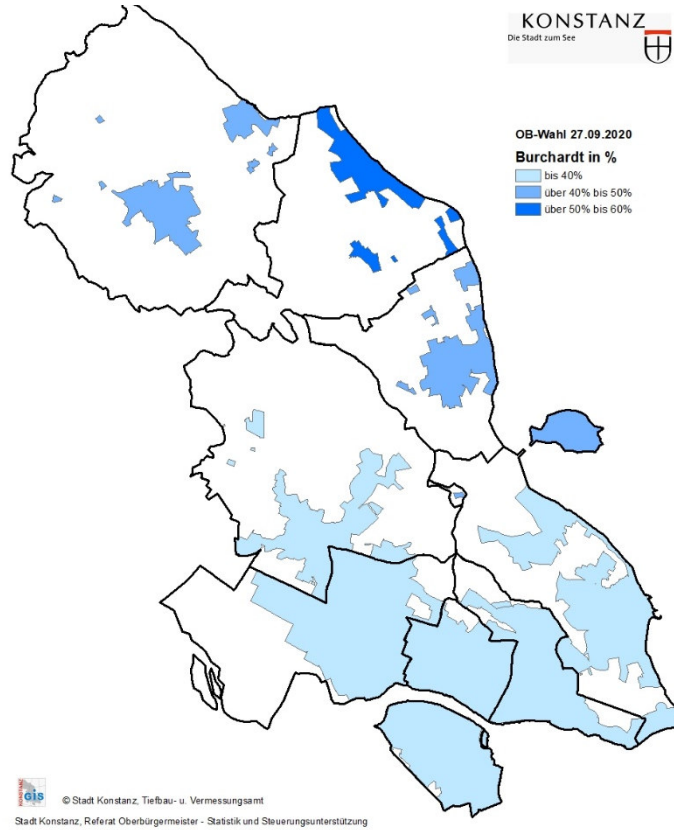 KONSTANZ
Die Stadt zum See
OB-Wahl 27.09.2020
Burchardt in %
bis 40%
über 40% bis 50%
über 50% bis 60%
KONSTANZ
GIS
© Stadt Konstanz, Tiefbau- u. Vermessungsamt
Stadt Konstanz, Referat Oberbürgermeister - Statistik und Steuerungsunterstützung